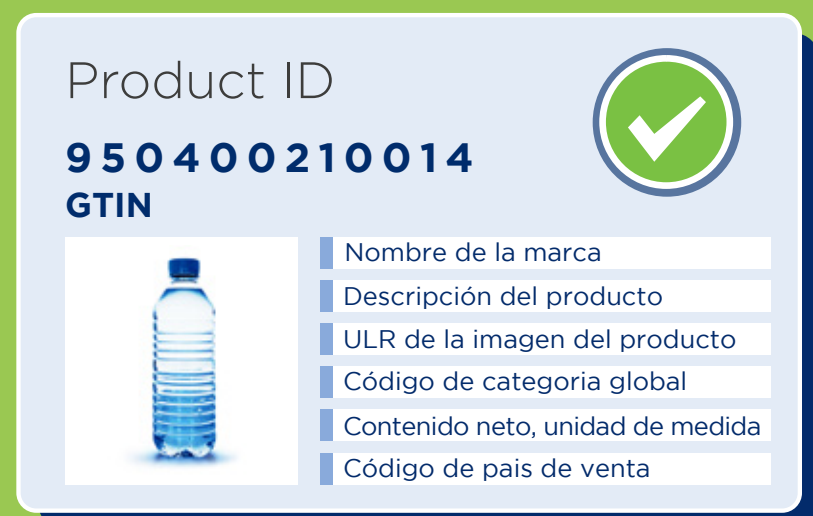 Product ID
950400210014
GTIN
Nombre de la marca
Descripción del producto
ULR de la imagen del producto
Código de categoria global
Contenido neto, unidad de medida
Código de pais de venta